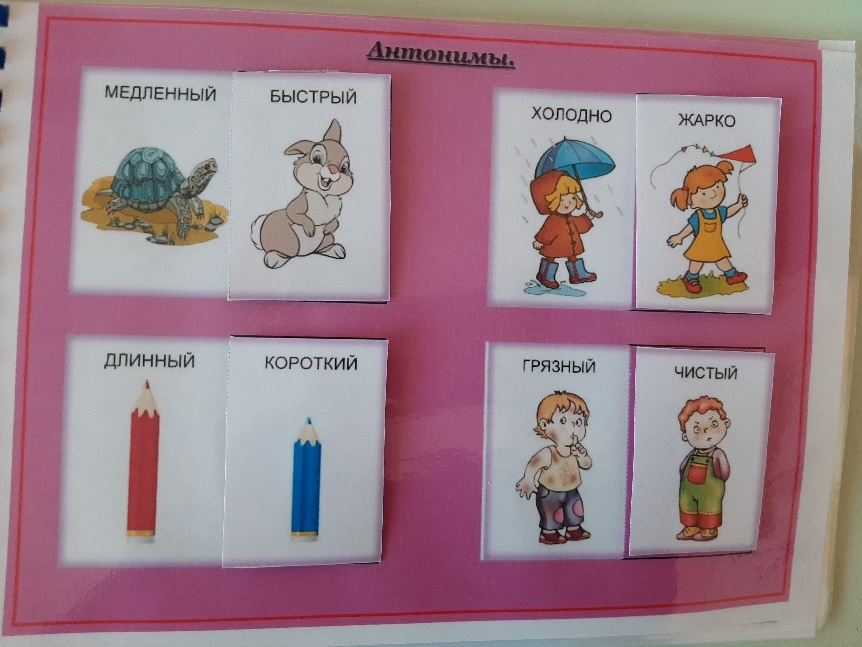 Антонимы.
МЕДЛЕННЫЙ
БЫСТРЫЙ
ХОЛОДНО
ЖАРКО
ДЛИННЫЙ
КОРОТКИЙ
ГРЯЗНЫЙ
ЧИСТЫЙ